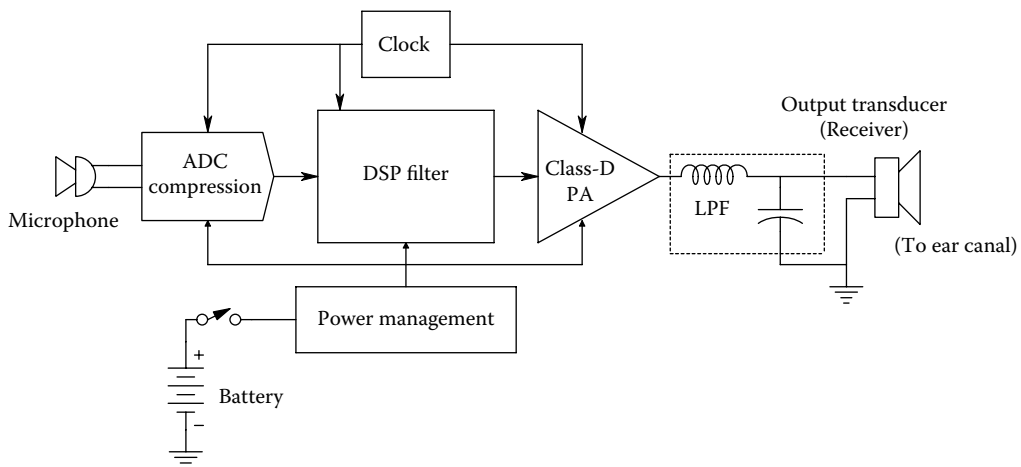 Clock
Output transducer
(Receiver)
ADC
compression
DSP filter
Class-D
PA
LPF
Microphone
(To ear canal)
Power management
+
Battery
−